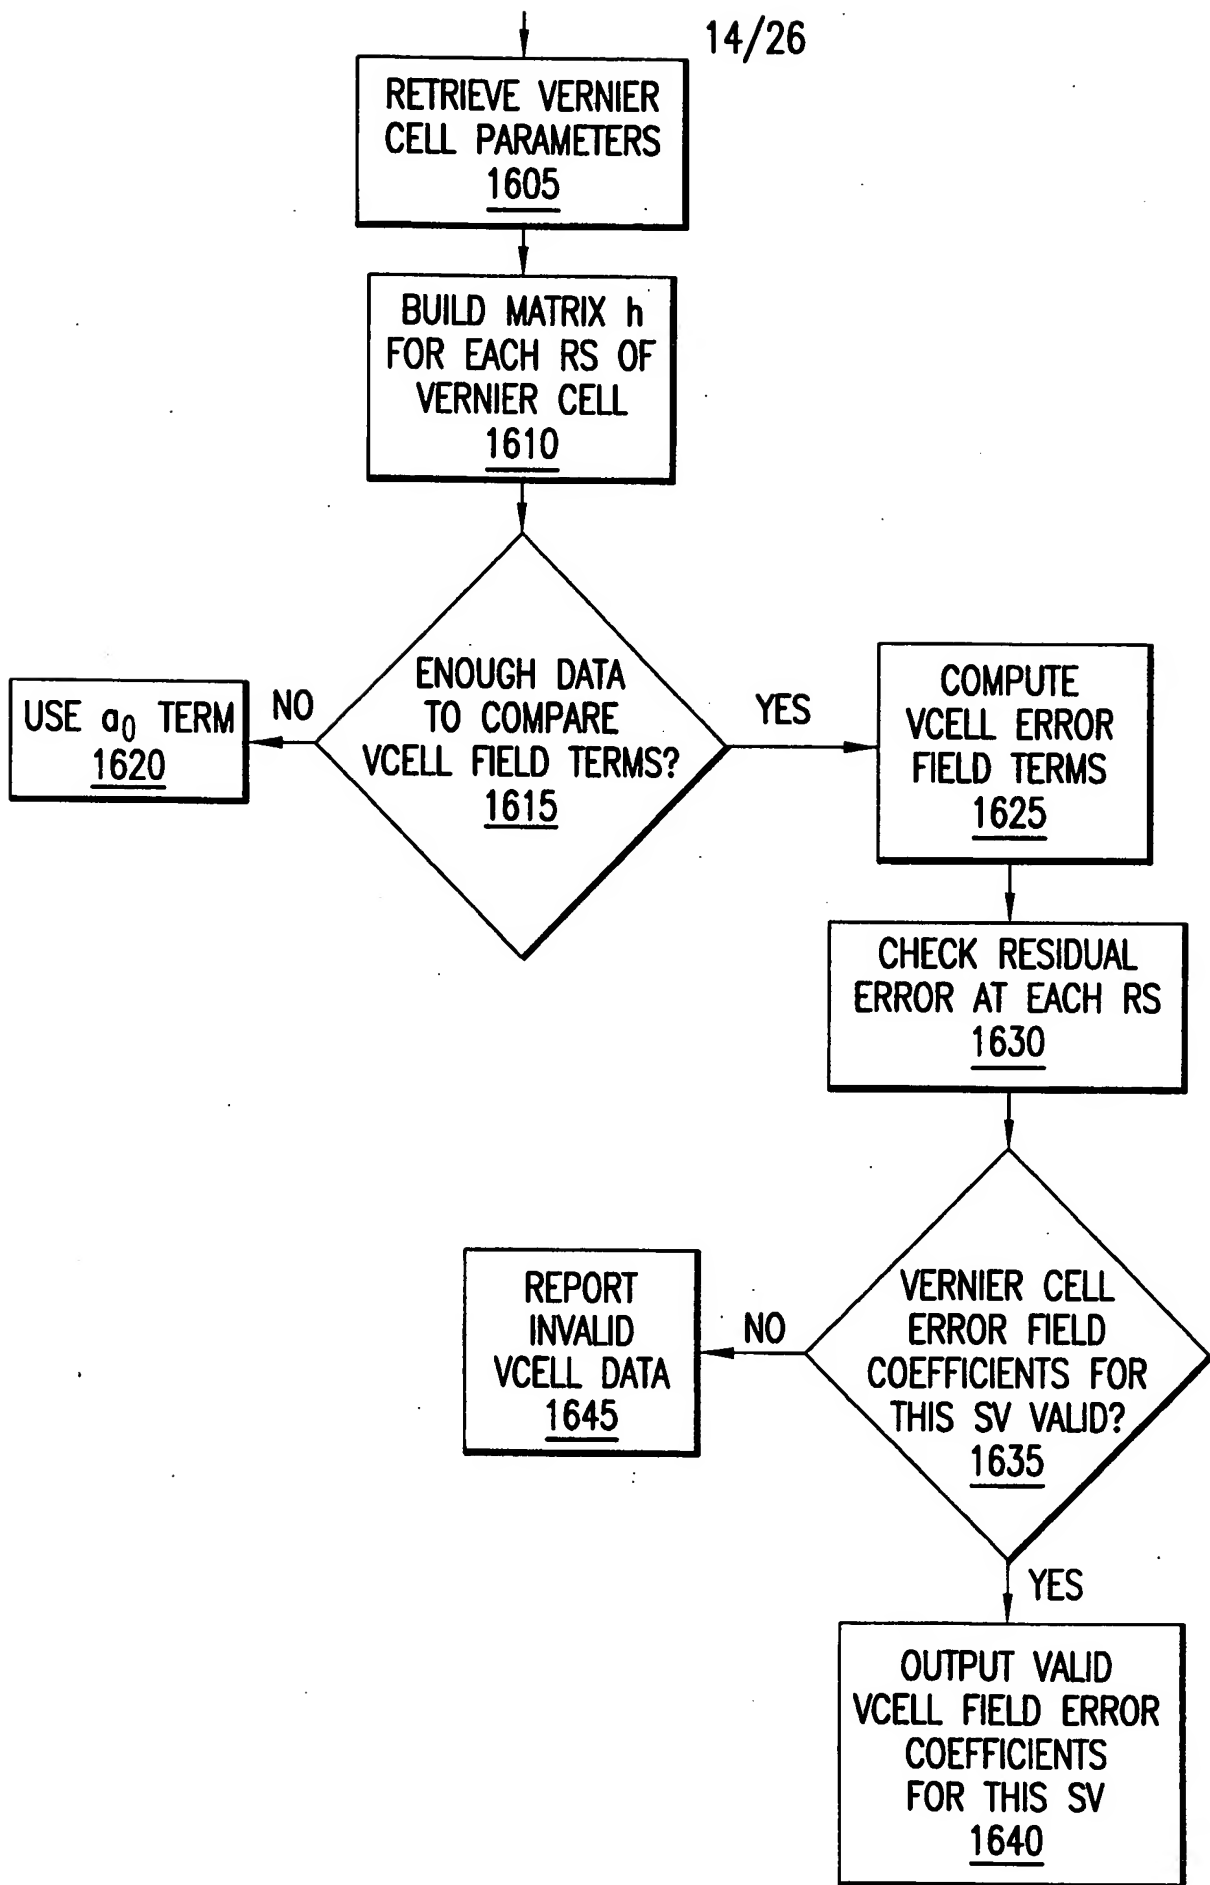 14/26
RETRIEVE VERNIER
CELL PARAMETERS
1605
BUILD MATRIX h
FOR EACH RS OF
VERNIER CELL
1610
ENOUGH DATA
TO COMPARE
VCELL FIELD TERMS?
1615
NO
USE a0 TERM
1620
YES
COMPUTE
VCELL ERROR
FIELD TERMS
1625
CHECK RESIDUAL
ERROR AT EACH RS
1630
VERNIER CELL
ERROR FIELD
COEFFICIENTS FOR
THIS SV VALID?
1635
NO
REPORT
INVALID
VCELL DATA
1645
YES
OUTPUT VALID
VCELL FIELD ERROR
COEFFICIENTS
FOR THIS SV
1640